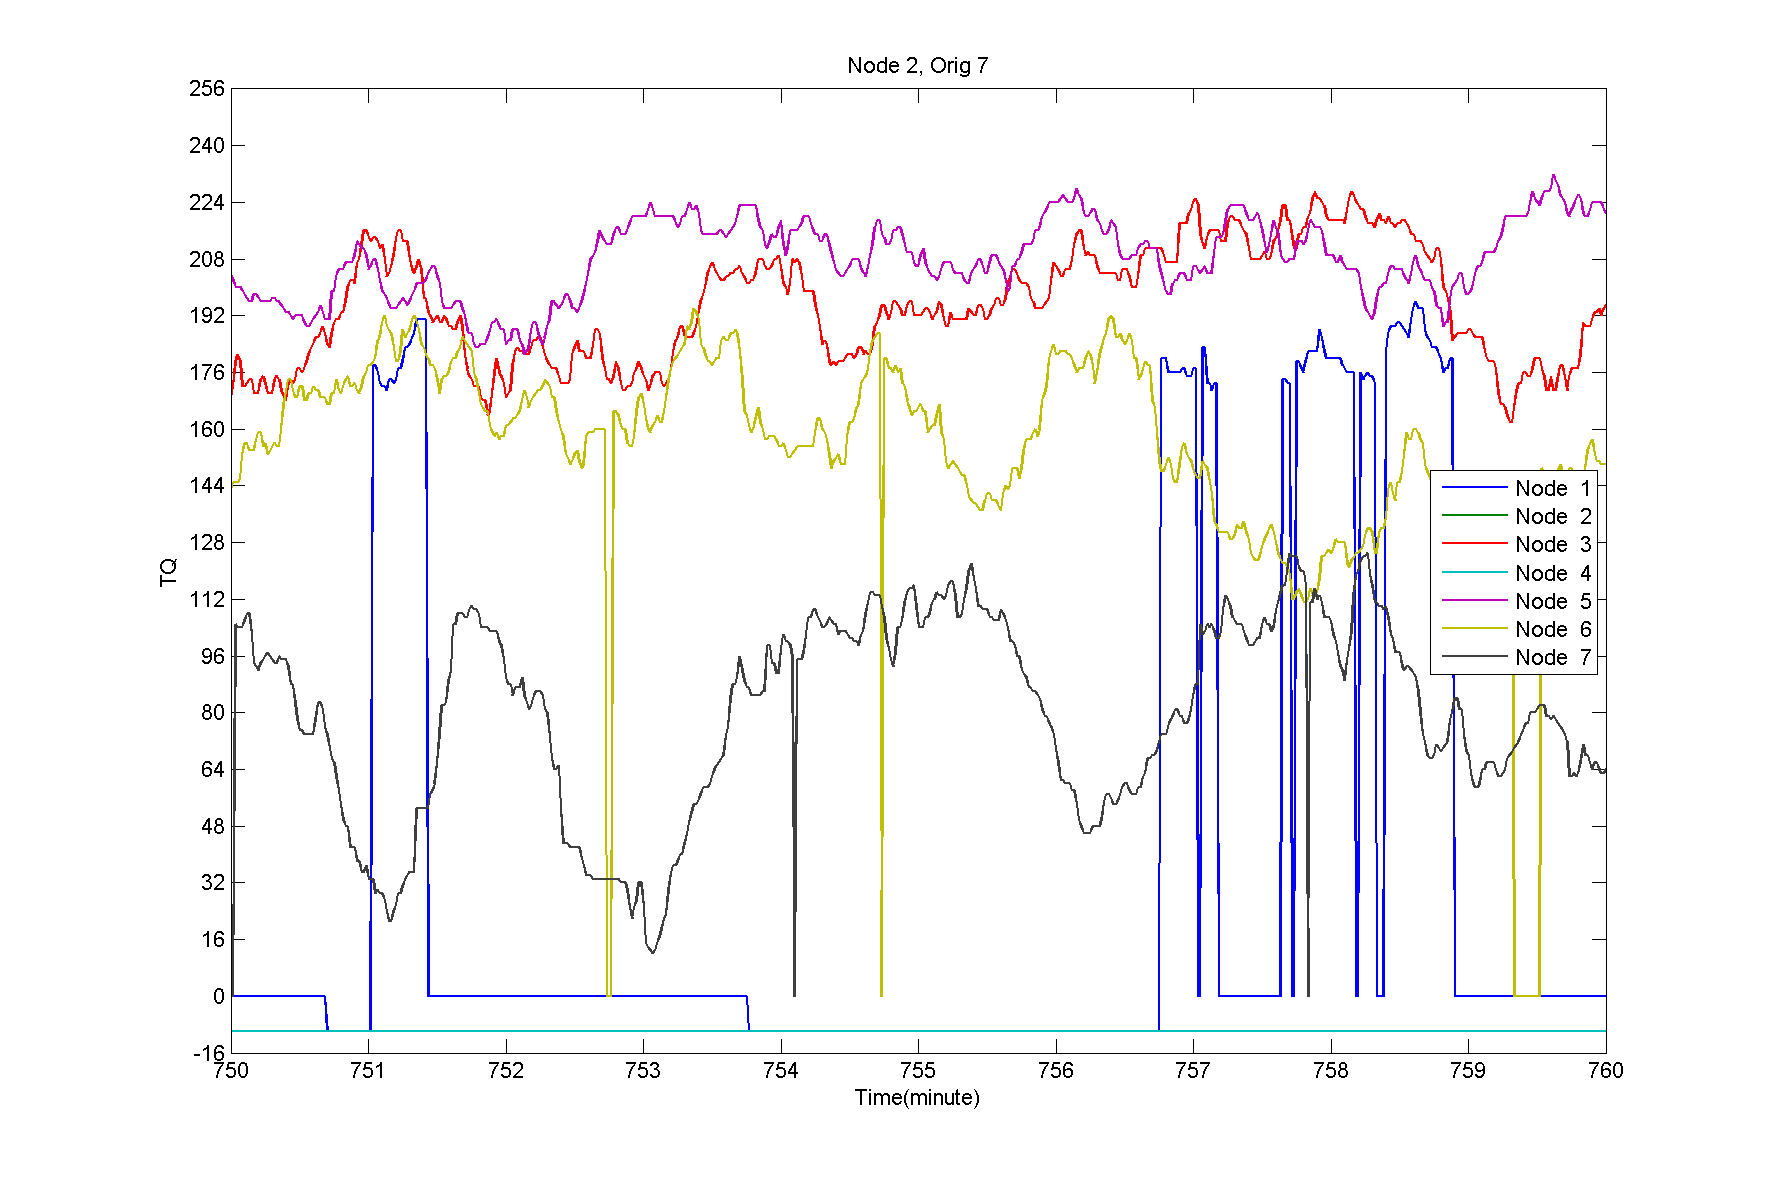 Node 2, Orig 7
256
240
224
208
192
176
160
144
128
112
96
80
64
48
32
16
0
-16
TQ
Node 1
Node 2
Node 3
Node 4
Node 5
Node 6
Node 7
750 751 752 753 754 755 756 757 758 759 760
Time(minute)